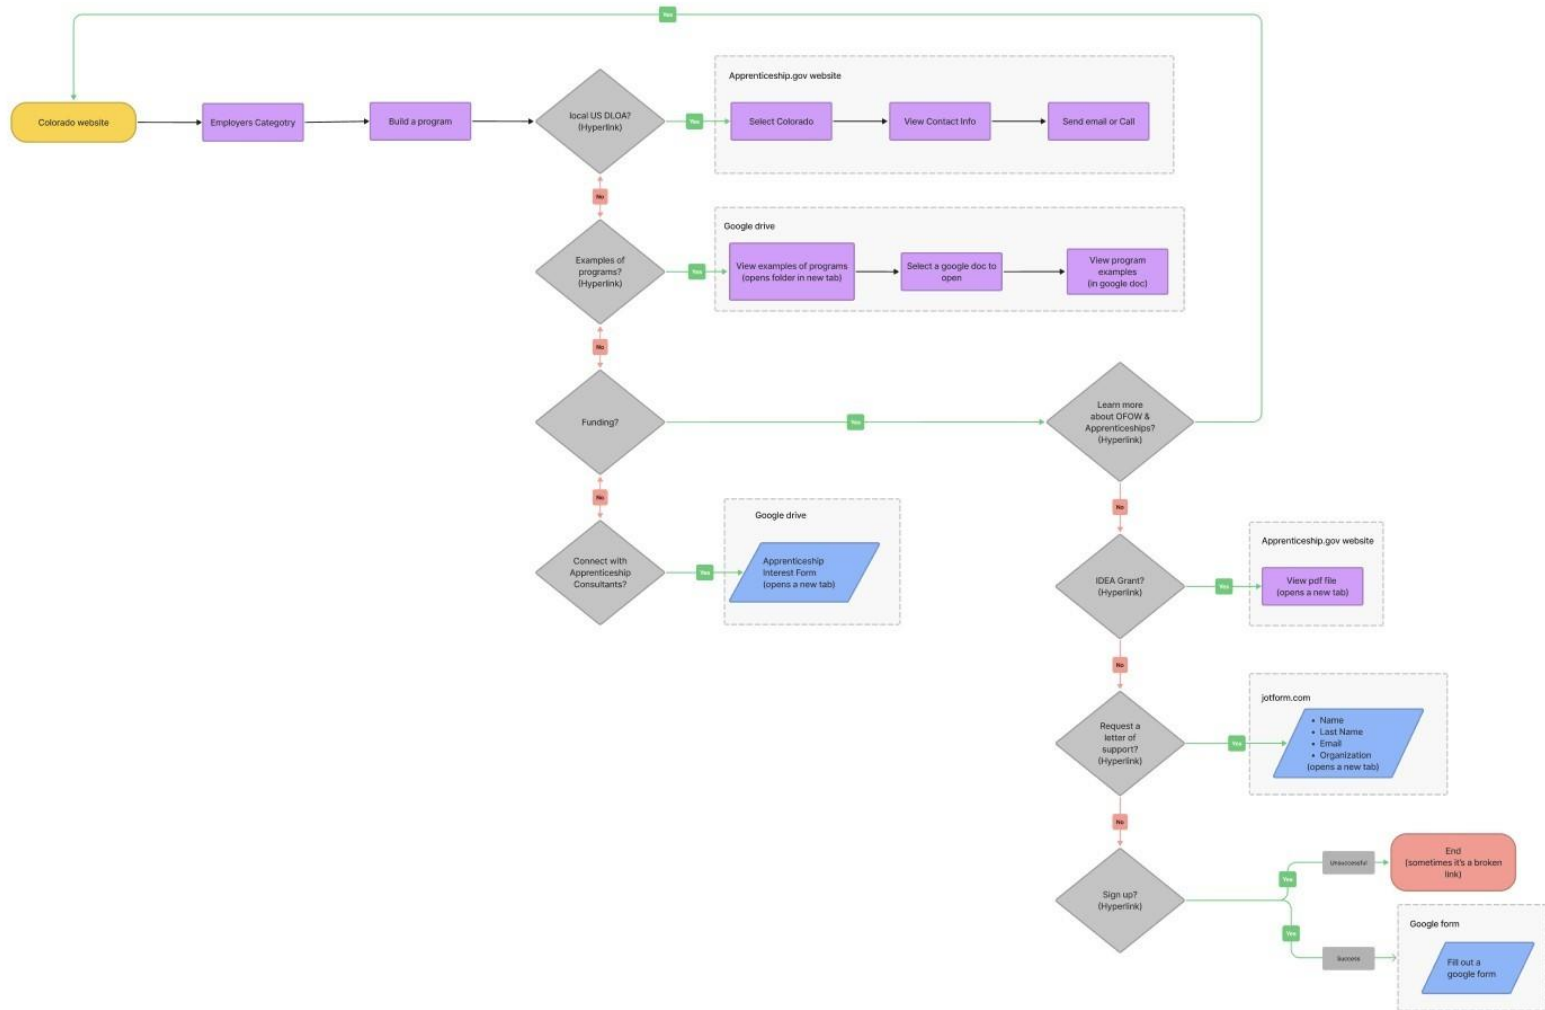 Yes
Apprenticeship.gov website
Colorado website
Employers Categotry
Build a program
local US DLOA?
(Hyperlink)
Yes
Select Colorado
View Contact Info
Send email or Call
No
Google drive
Examples of
programs?
(Hyperlink)
Yes
View examples of programs
(opens folder in new tab)
Select a google doc to
open
View program
examples
(in google doc)
No
Funding?
Yes
Learn more
about OFOW &
Apprenticeships?
(Hyperlink)
No
No
Google drive
Connect with
Apprenticeship
Consultants?
Yes
Apprenticeship
Interest Form
(opens a new tab)
Apprenticeship.gov website
IDEA Grant?
(Hyperlink)
Yes
View pdf file
(opens a new tab)
No
jotform.com
Request a
letter of
support?
(Hyperlink)
Yes
• Name
• Last Name
• Email
• Organization
(opens a new tab)
No
Sign up?
(Hyperlink)
Yes
Unsuccessful
End
(sometimes it's a broken
link)
Yes
Success
Google form
Fill out a
google form